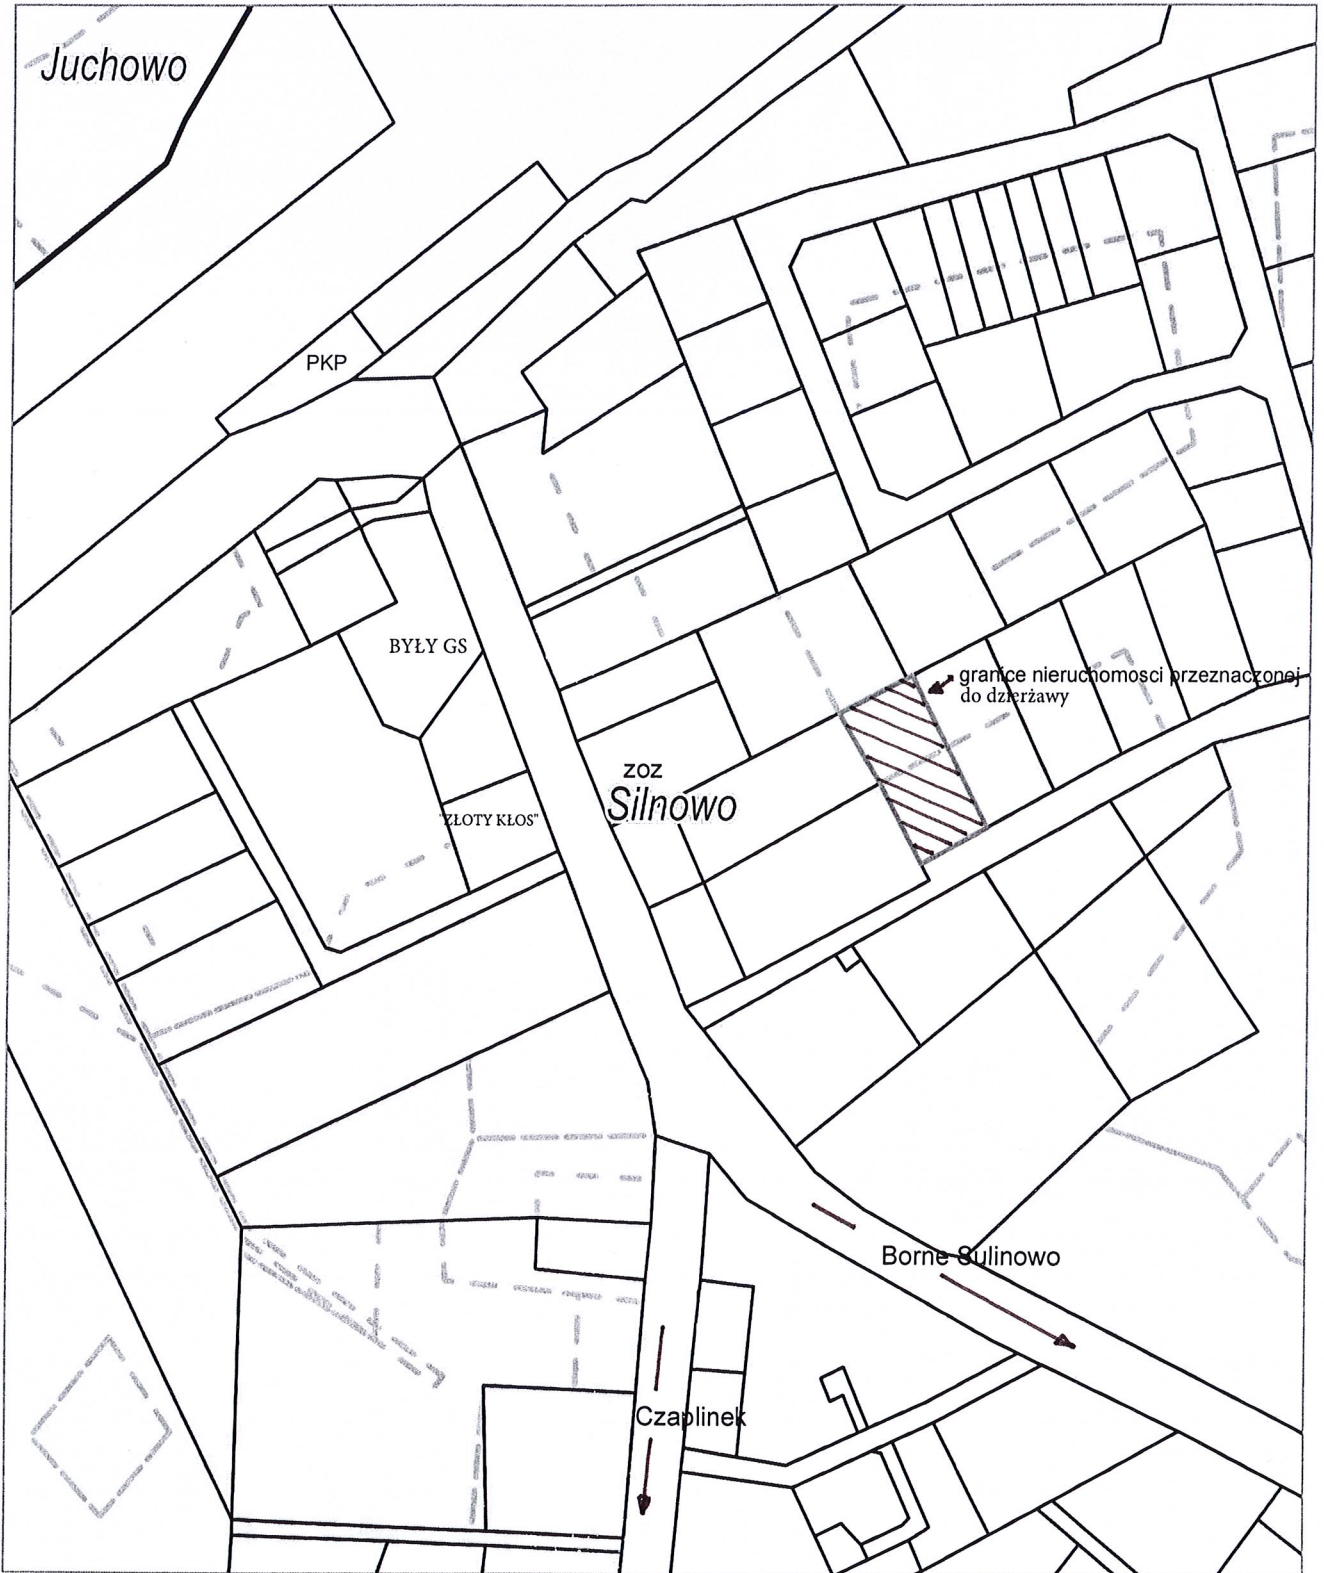 Juchowo
PKP
BYŁY GS
granice nieruchomosci przeznaczonej
do dzierżawy
zoz
Silnowo
"ZŁOTY KŁOS"
Borne Sulinowo
Czaplinek